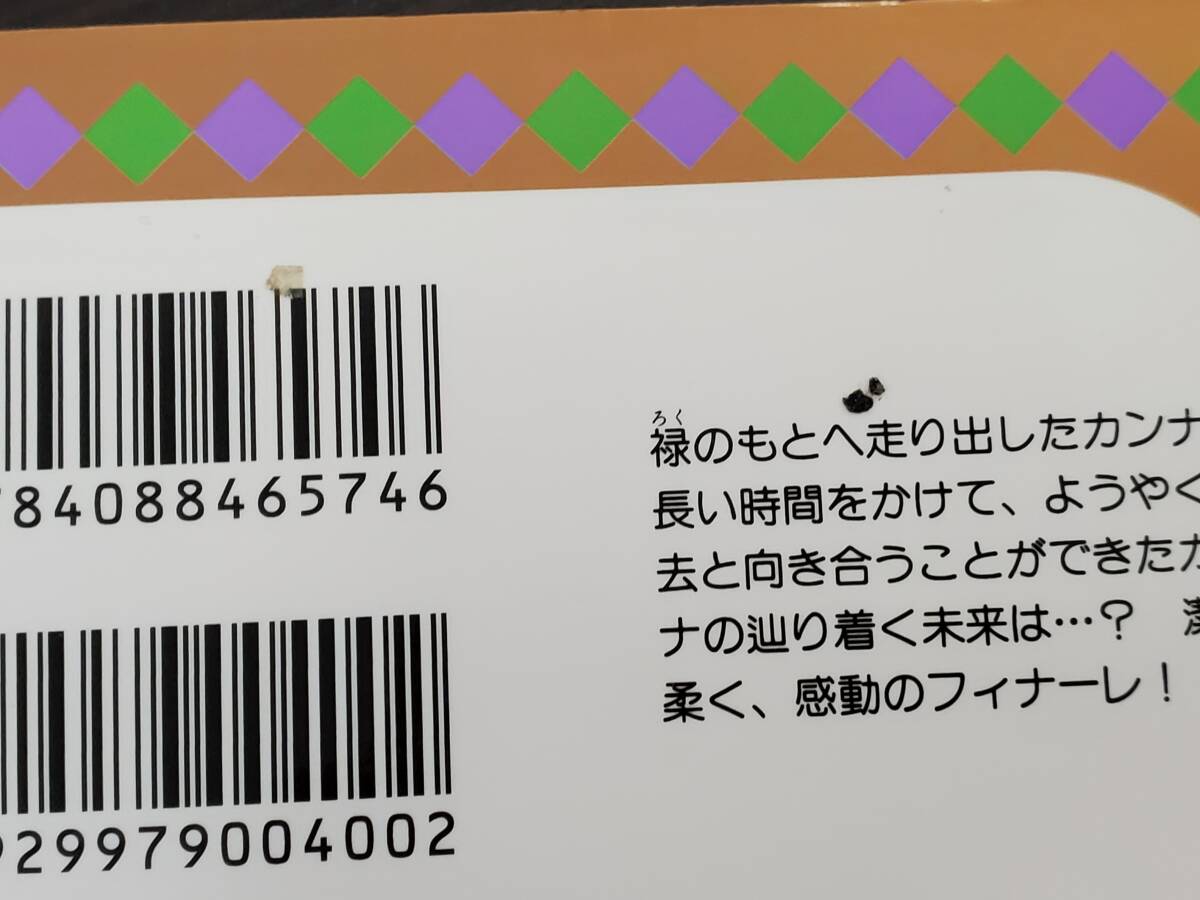 784088465746
929979004002
ろく
禄のもとへ走り出したカンナ
長い時間をかけて、ようやく
去と向き合うことができたカ
ナの辿り着く未来は…？
柔く、感動のフィナーレ！